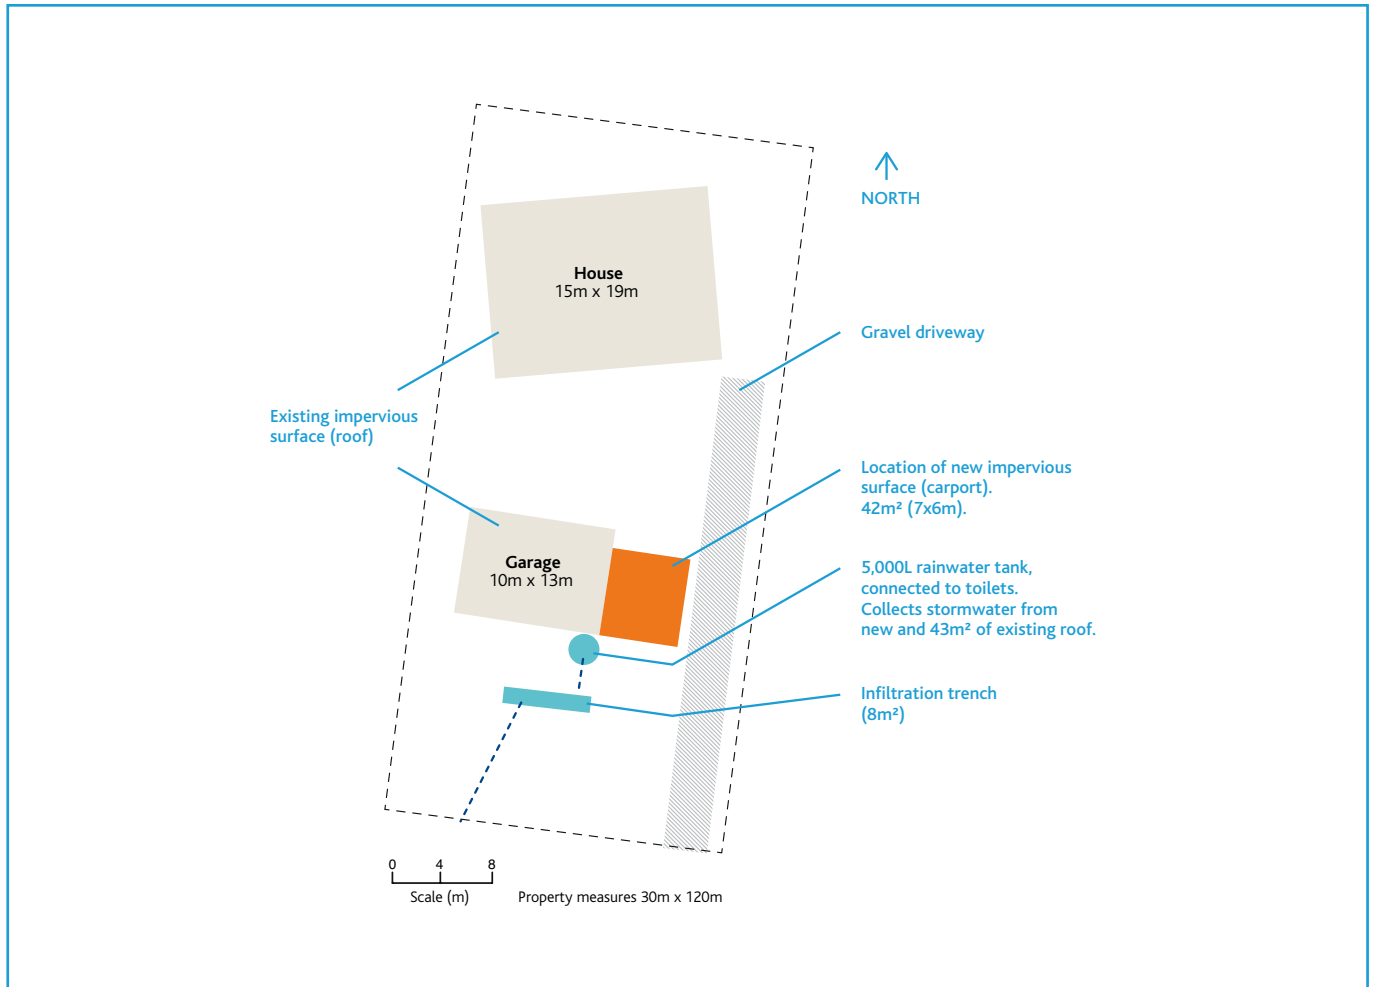 NORTH
House
15m x 19m
Gravel driveway
Existing impervious
surface (roof)
Location of new impervious
surface (carport).
42m² (7x6m).
Garage
10m x 13m
5,000L rainwater tank,
connected to toilets.
Collects stormwater from
new and 43m² of existing roof.
Infiltration trench
(8m²)
0 4 8
Scale (m)
Property measures 30m x 120m